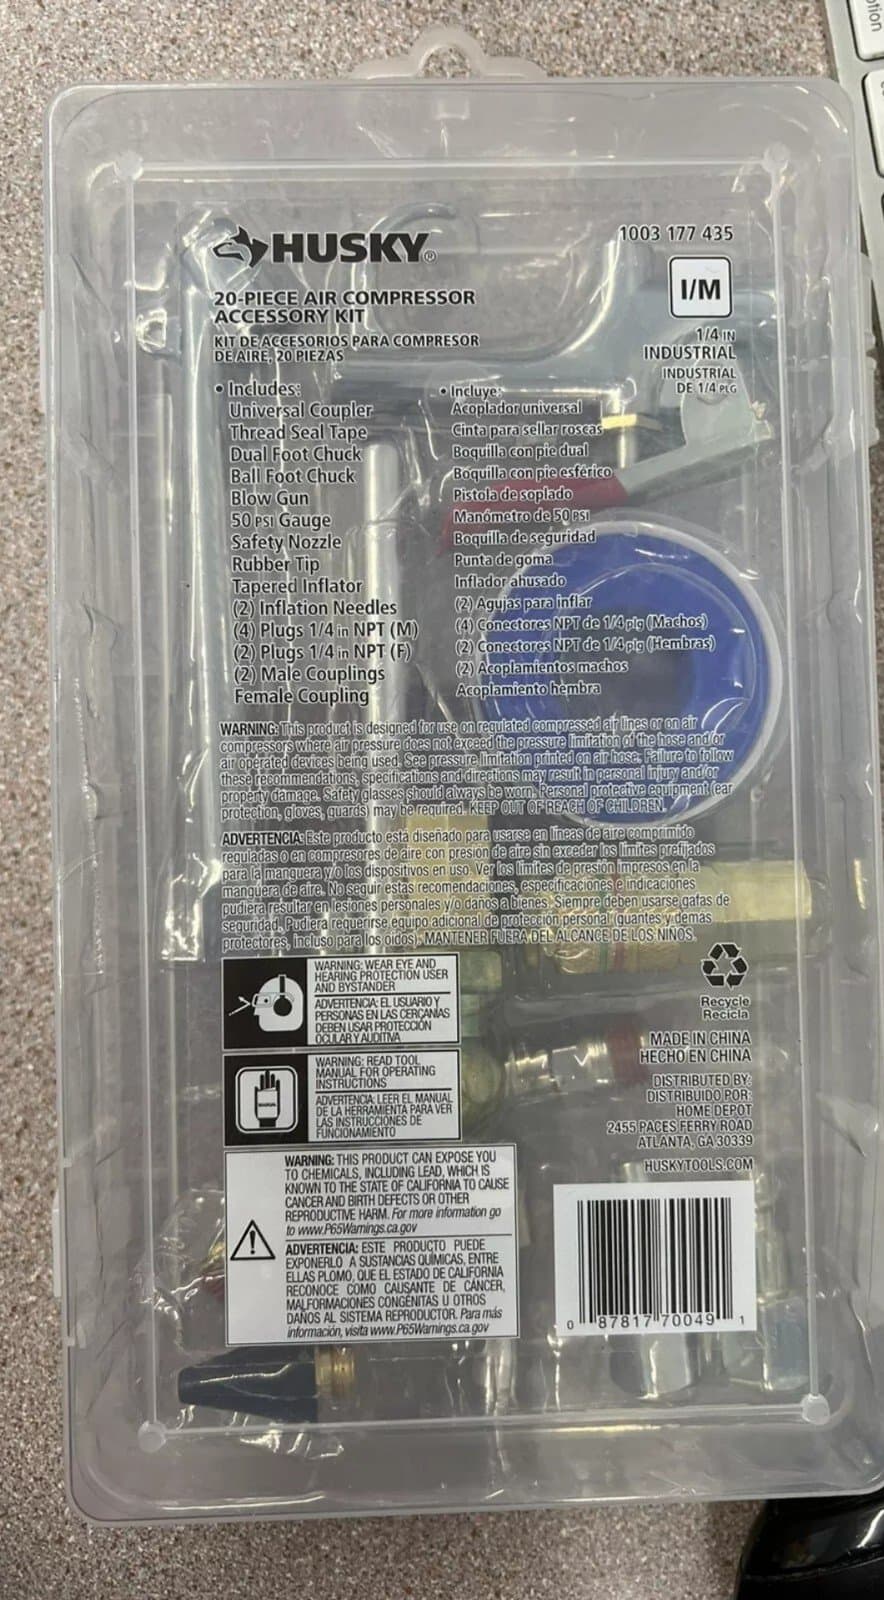 ption
HUSKY®
1003 177 435
I/M
1/4 IN
INDUSTRIAL
INDUSTRIAL
DE 1/4 PLG
20-PIECE AIR COMPRESSOR
ACCESSORY KIT
KIT DE ACCESORIOS PARA COMPRESOR
DE AIRE, 20 PIEZAS
• Includes:
Universal Coupler
Thread Seal Tape
Dual Foot Chuck
Ball Foot Chuck
Blow Gun
50 PSI Gauge
Safety Nozzle
Rubber Tip
Tapered Inflator
(2) Inflation Needles
(4) Plugs 1/4 in NPT (M)
(2) Plugs 1/4 in NPT (F)
(2) Male Couplings
Female Coupling
• Incluye:
Acoplador universal
Cinta para sellar roscas
Boquilla con pie dual
Boquilla con pie esférico
Pistola de soplado
Manómetro de 50 PSI
Boquilla de seguridad
Punta de goma
Inflador ahusado
(2) Agujas para inflar
(4) Conectores NPT de 1/4 plg (Machos)
(2) Conectores NPT de 1/4 plg (Hembras)
(2) Acoplamientos machos
Acoplamiento hembra
WARNING: This product is designed for use on regulated compressed air lines or on air
compressors where air pressure does not exceed the pressure limitation of the hose and/or
air operated devices being used. See pressure limitation printed on air hose. Failure to follow
these recommendations, specifications and directions may result in personal injury and/or
property damage. Safety glasses should always be worn. Personal protective equipment (ear
protection, gloves, guards) may be required. KEEP OUT OF REACH OF CHILDREN.
ADVERTENCIA: Este producto está diseñado para usarse en líneas de aire comprimido
reguladas o en compresores de aire con presión de aire sin exceder los límites prefijados
para la manguera y/o los dispositivos en uso. Ver los límites de presión impresos en la
manguera de aire. No seguir estas recomendaciones, especificaciones e indicaciones
pudiera resultar en lesiones personales y/o daños a bienes. Siempre deben usarse gafas de
seguridad. Pudiera requerirse equipo adicional de protección personal (guantes y demas
protectores, incluso para los oidos). MANTENER FUERA DEL ALCANCE DE LOS NIÑOS.
WARNING: WEAR EYE AND
HEARING PROTECTION USER
AND BYSTANDER
ADVERTENCIA: EL USUARIO Y
PERSONAS EN LAS CERCANÍAS
DEBEN USAR PROTECCIÓN
OCULAR Y AUDITIVA
MANUAL
WARNING: READ TOOL
MANUAL FOR OPERATING
INSTRUCTIONS
ADVERTENCIA: LEER EL MANUAL
DE LA HERRAMIENTA PARA VER
LAS INSTRUCCIONES DE
FUNCIONAMIENTO
WARNING: THIS PRODUCT CAN EXPOSE YOU
TO CHEMICALS, INCLUDING LEAD, WHICH IS
KNOWN TO THE STATE OF CALIFORNIA TO CAUSE
CANCER AND BIRTH DEFECTS OR OTHER
REPRODUCTIVE HARM. For more information go
to www.P65Warnings.ca.gov
ADVERTENCIA: ESTE PRODUCTO PUEDE
EXPONERLO A SUSTANCIAS QUÍMICAS, ENTRE
ELLAS PLOMO, QUE EL ESTADO DE CALIFORNIA
RECONOCE COMO CAUSANTE DE CÁNCER,
MALFORMACIONES CONGÉNITAS U OTROS
DAÑOS AL SISTEMA REPRODUCTOR. Para más
información, visita www.P65Warnings.ca.gov
Recycle
Recicla
MADE IN CHINA
HECHO EN CHINA
DISTRIBUTED BY:
DISTRIBUIDO POR:
HOME DEPOT
2455 PACES FERRY ROAD
ATLANTA, GA 30339
HUSKYTOOLS.COM
0 87817 70049 1